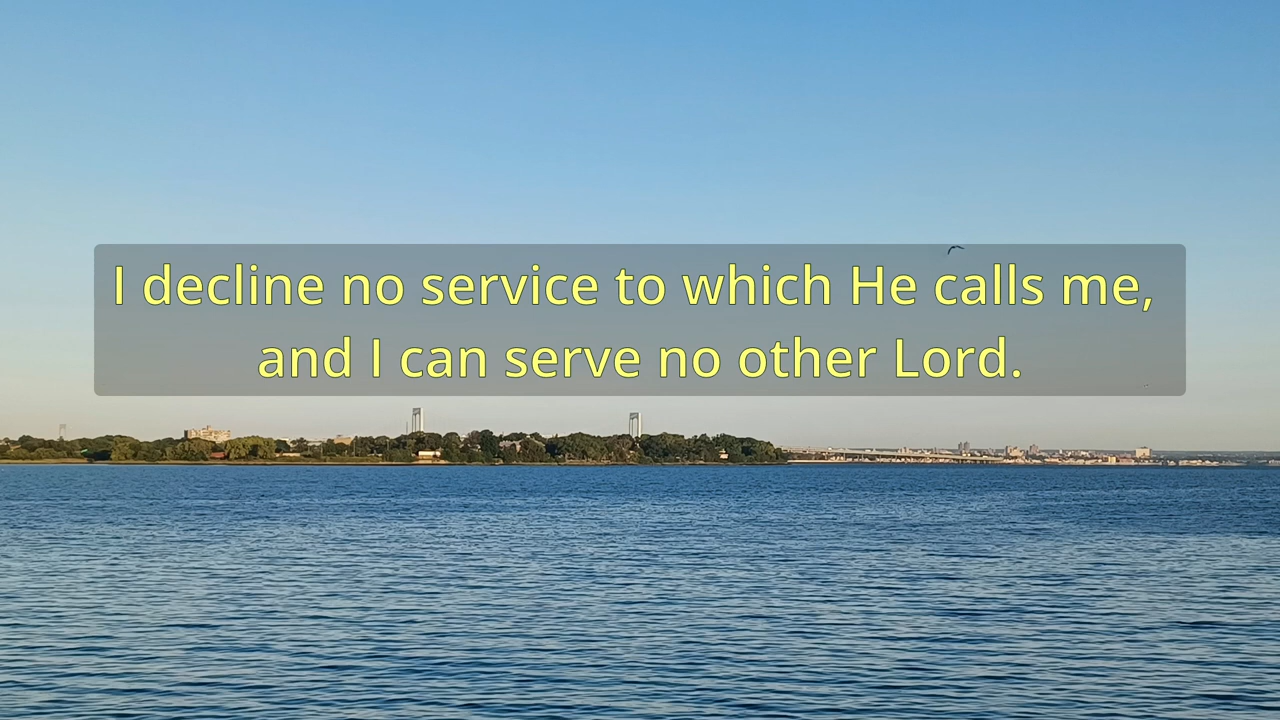 I decline no service to which He calls me,
and I can serve no other Lord.